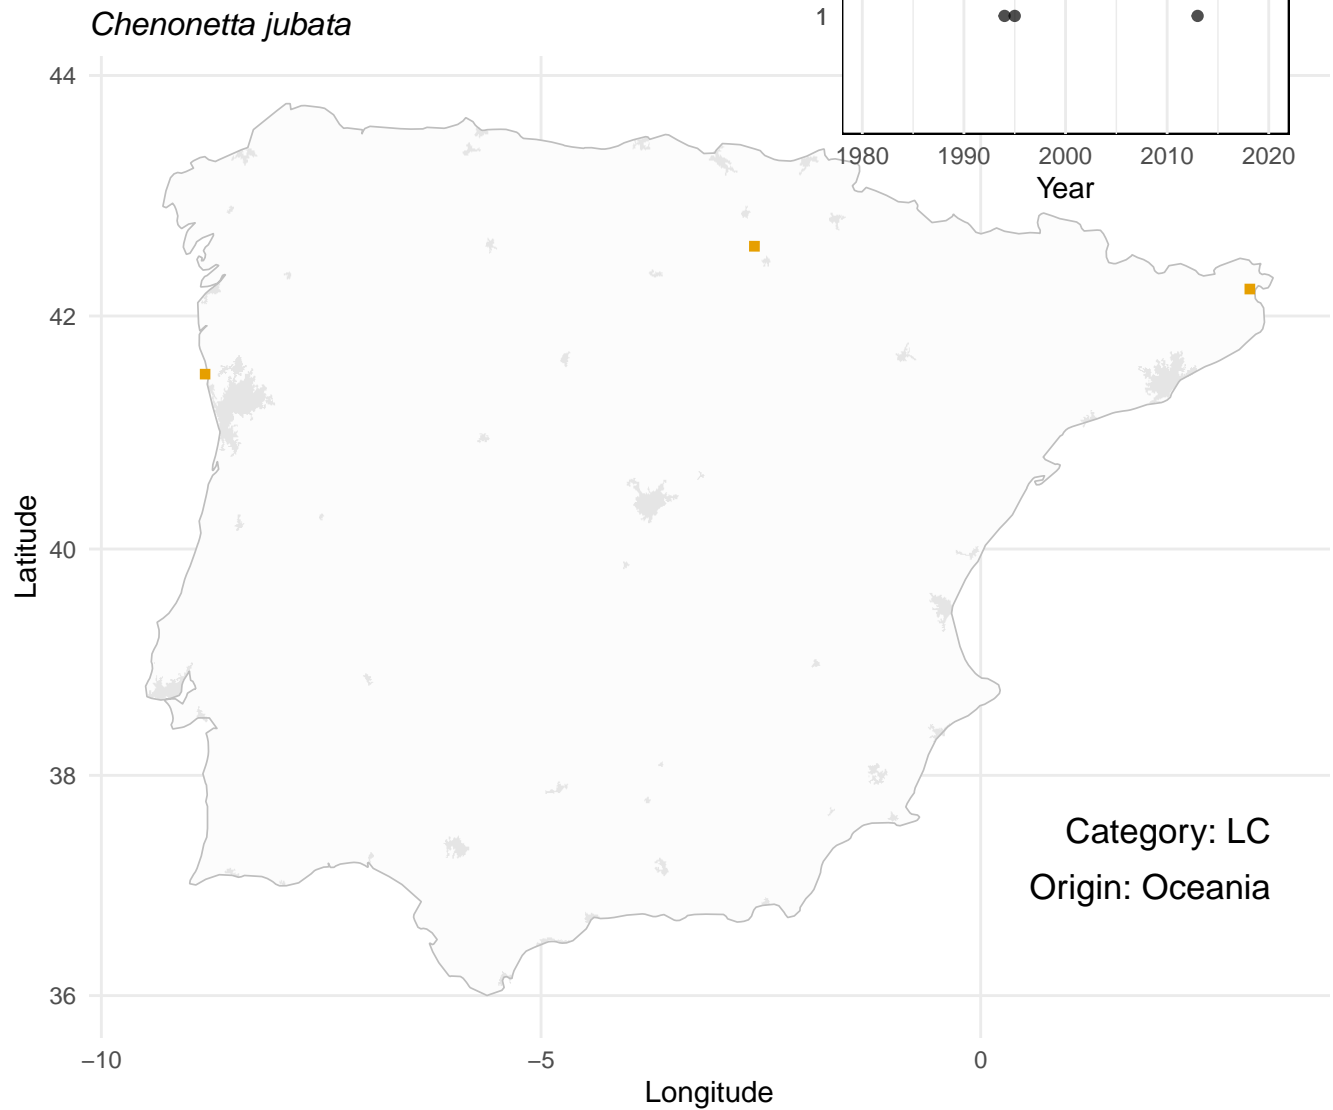 Chenonetta jubata
1
1980 1990 2000 2010 2020
Year
44
42
40
38
36
Latitude
Category: LC
Origin: Oceania
−10 −5 0
Longitude